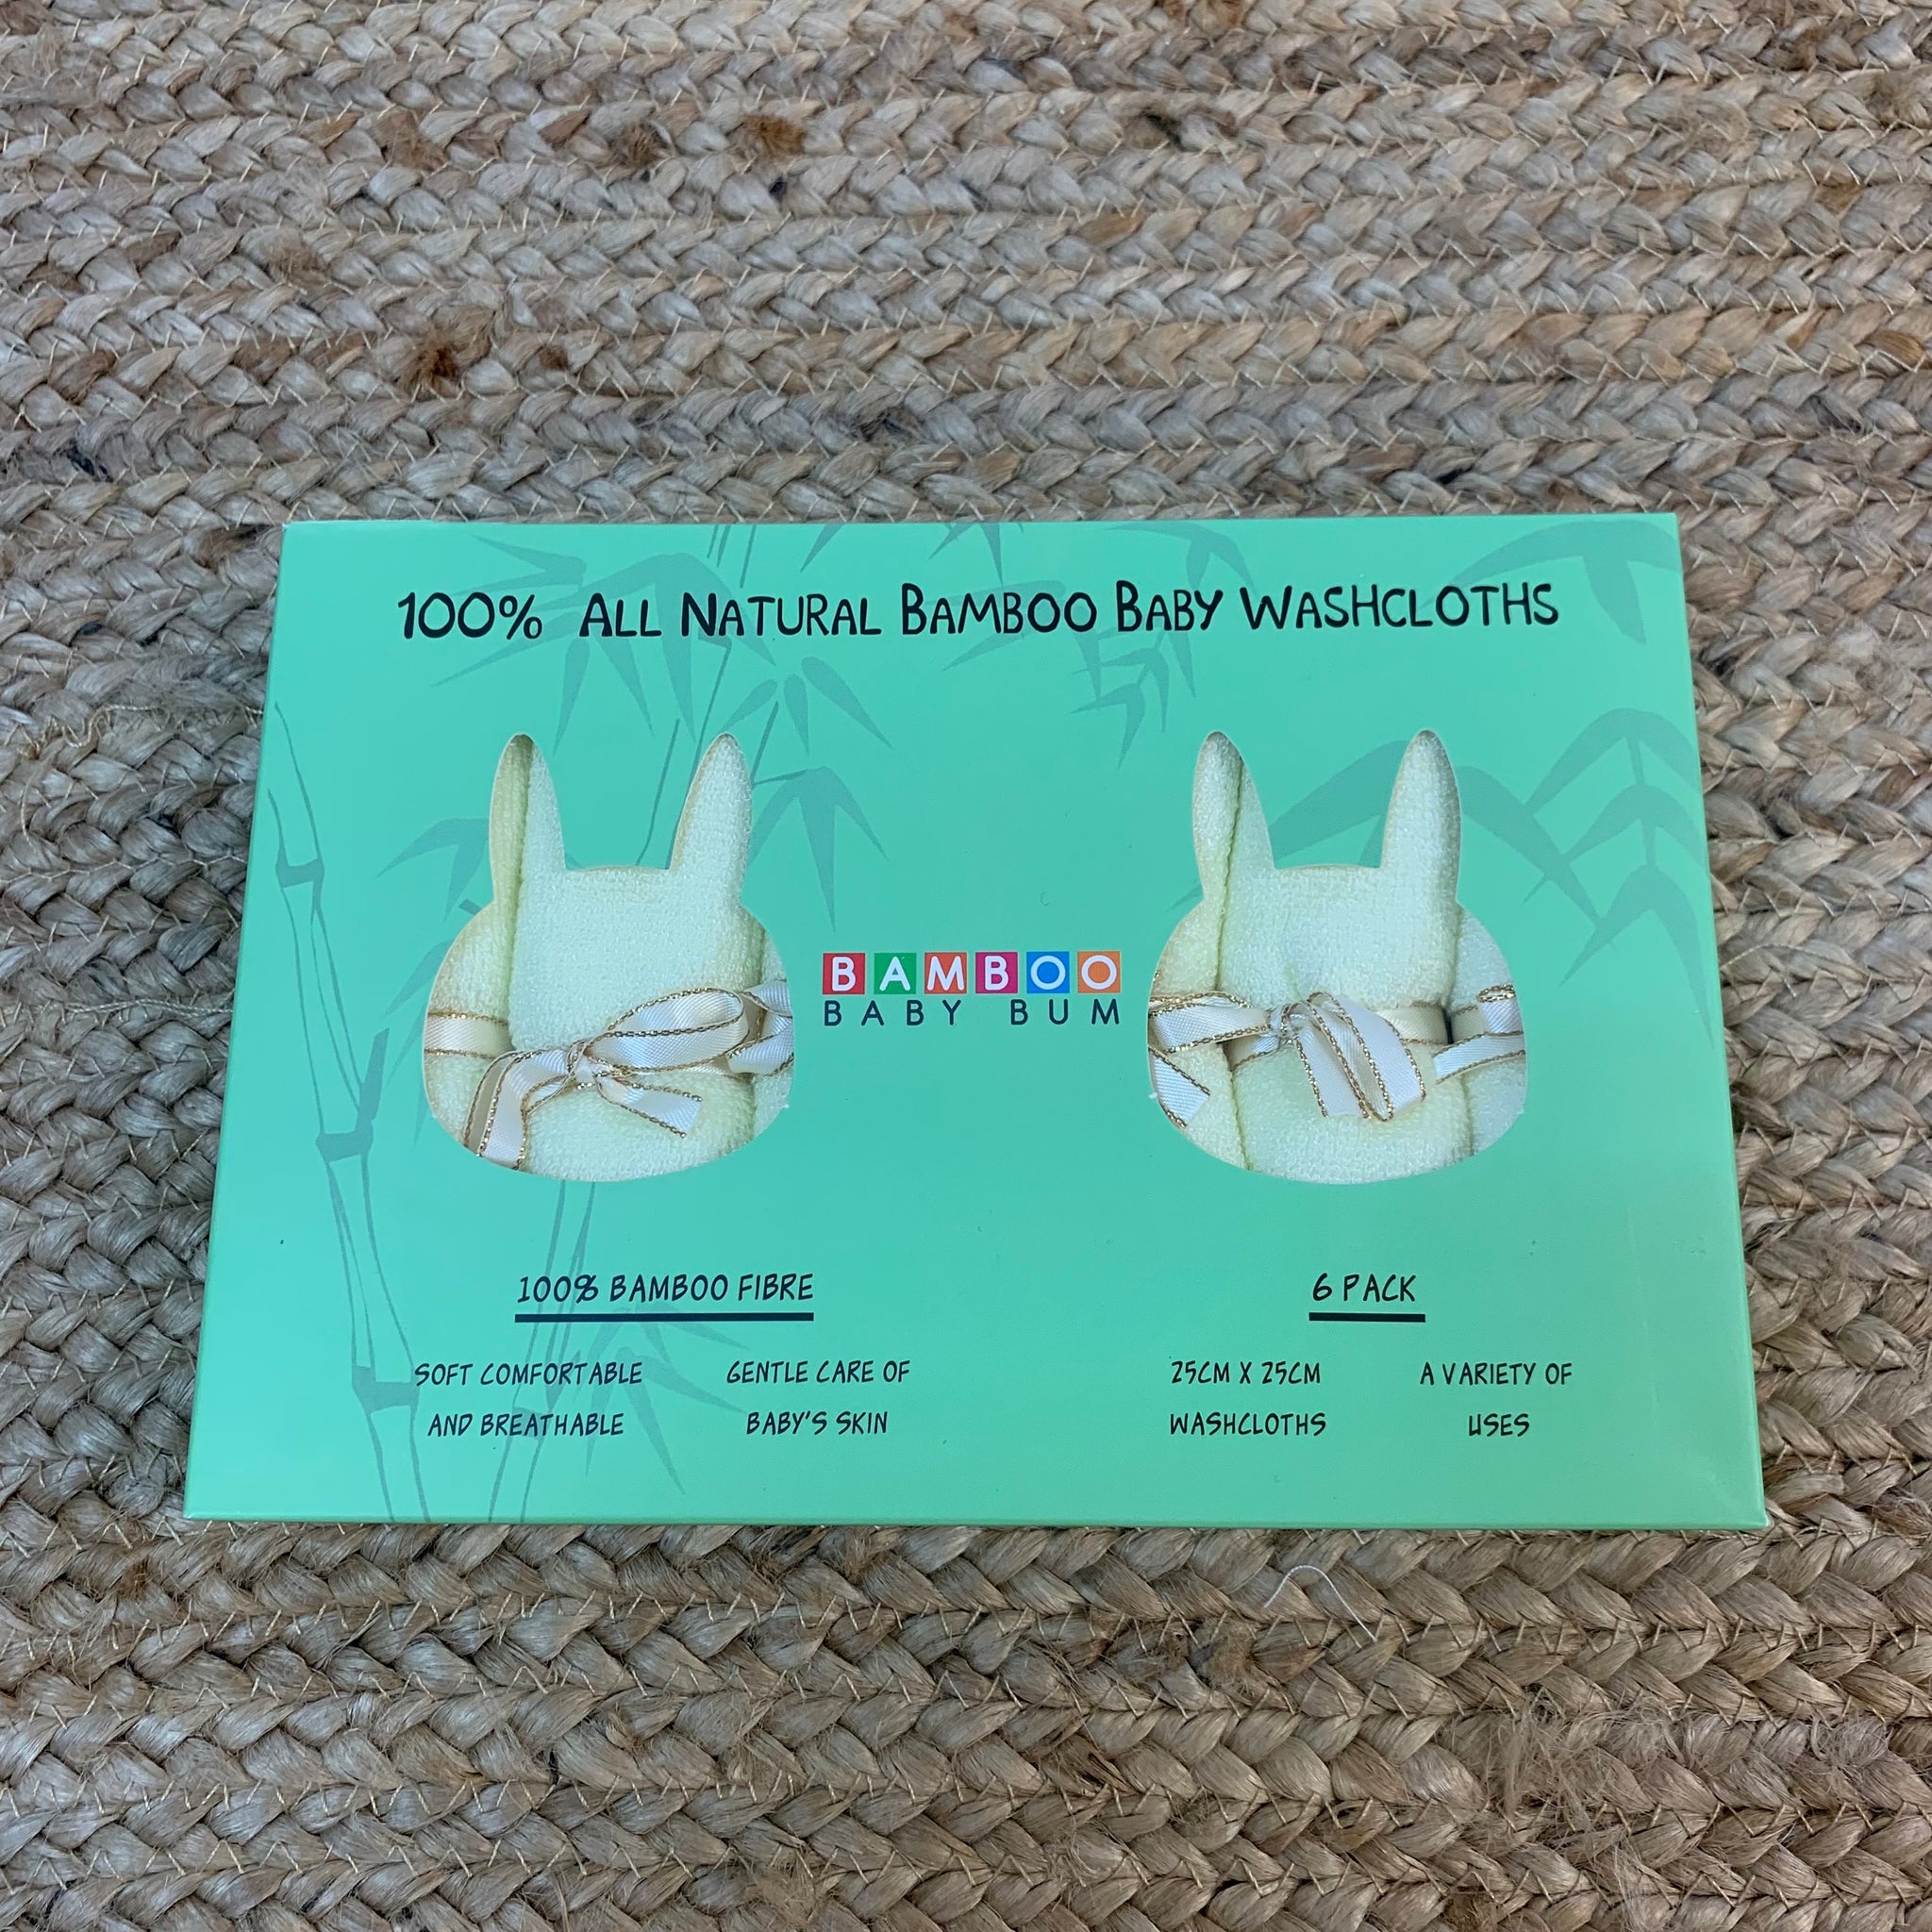 100% ALL NATURAL BAMBOO BABY WASHCLOTHS
BAMBOO
BABY BUM
100% BAMBOO FIBRE
SOFT COMFORTABLE
AND BREATHABLE
GENTLE CARE OF
BABY'S SKIN
6 PACK
25CM X 25CM
WASHCLOTHS
A VARIETY OF
USES